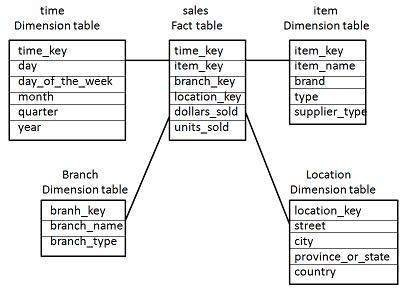 time
Dimension table
time_key
day
day_of_the_week
month
quarter
year
sales
Fact table
time_key
item_key
branch_key
location_key
dollars_sold
units_sold
item
Dimension table
item_key
item_name
brand
type
supplier_type
Branch
Dimension table
branh_key
branch_name
branch_type
Location
Dimension table
location_key
street
city
province_or_state
country